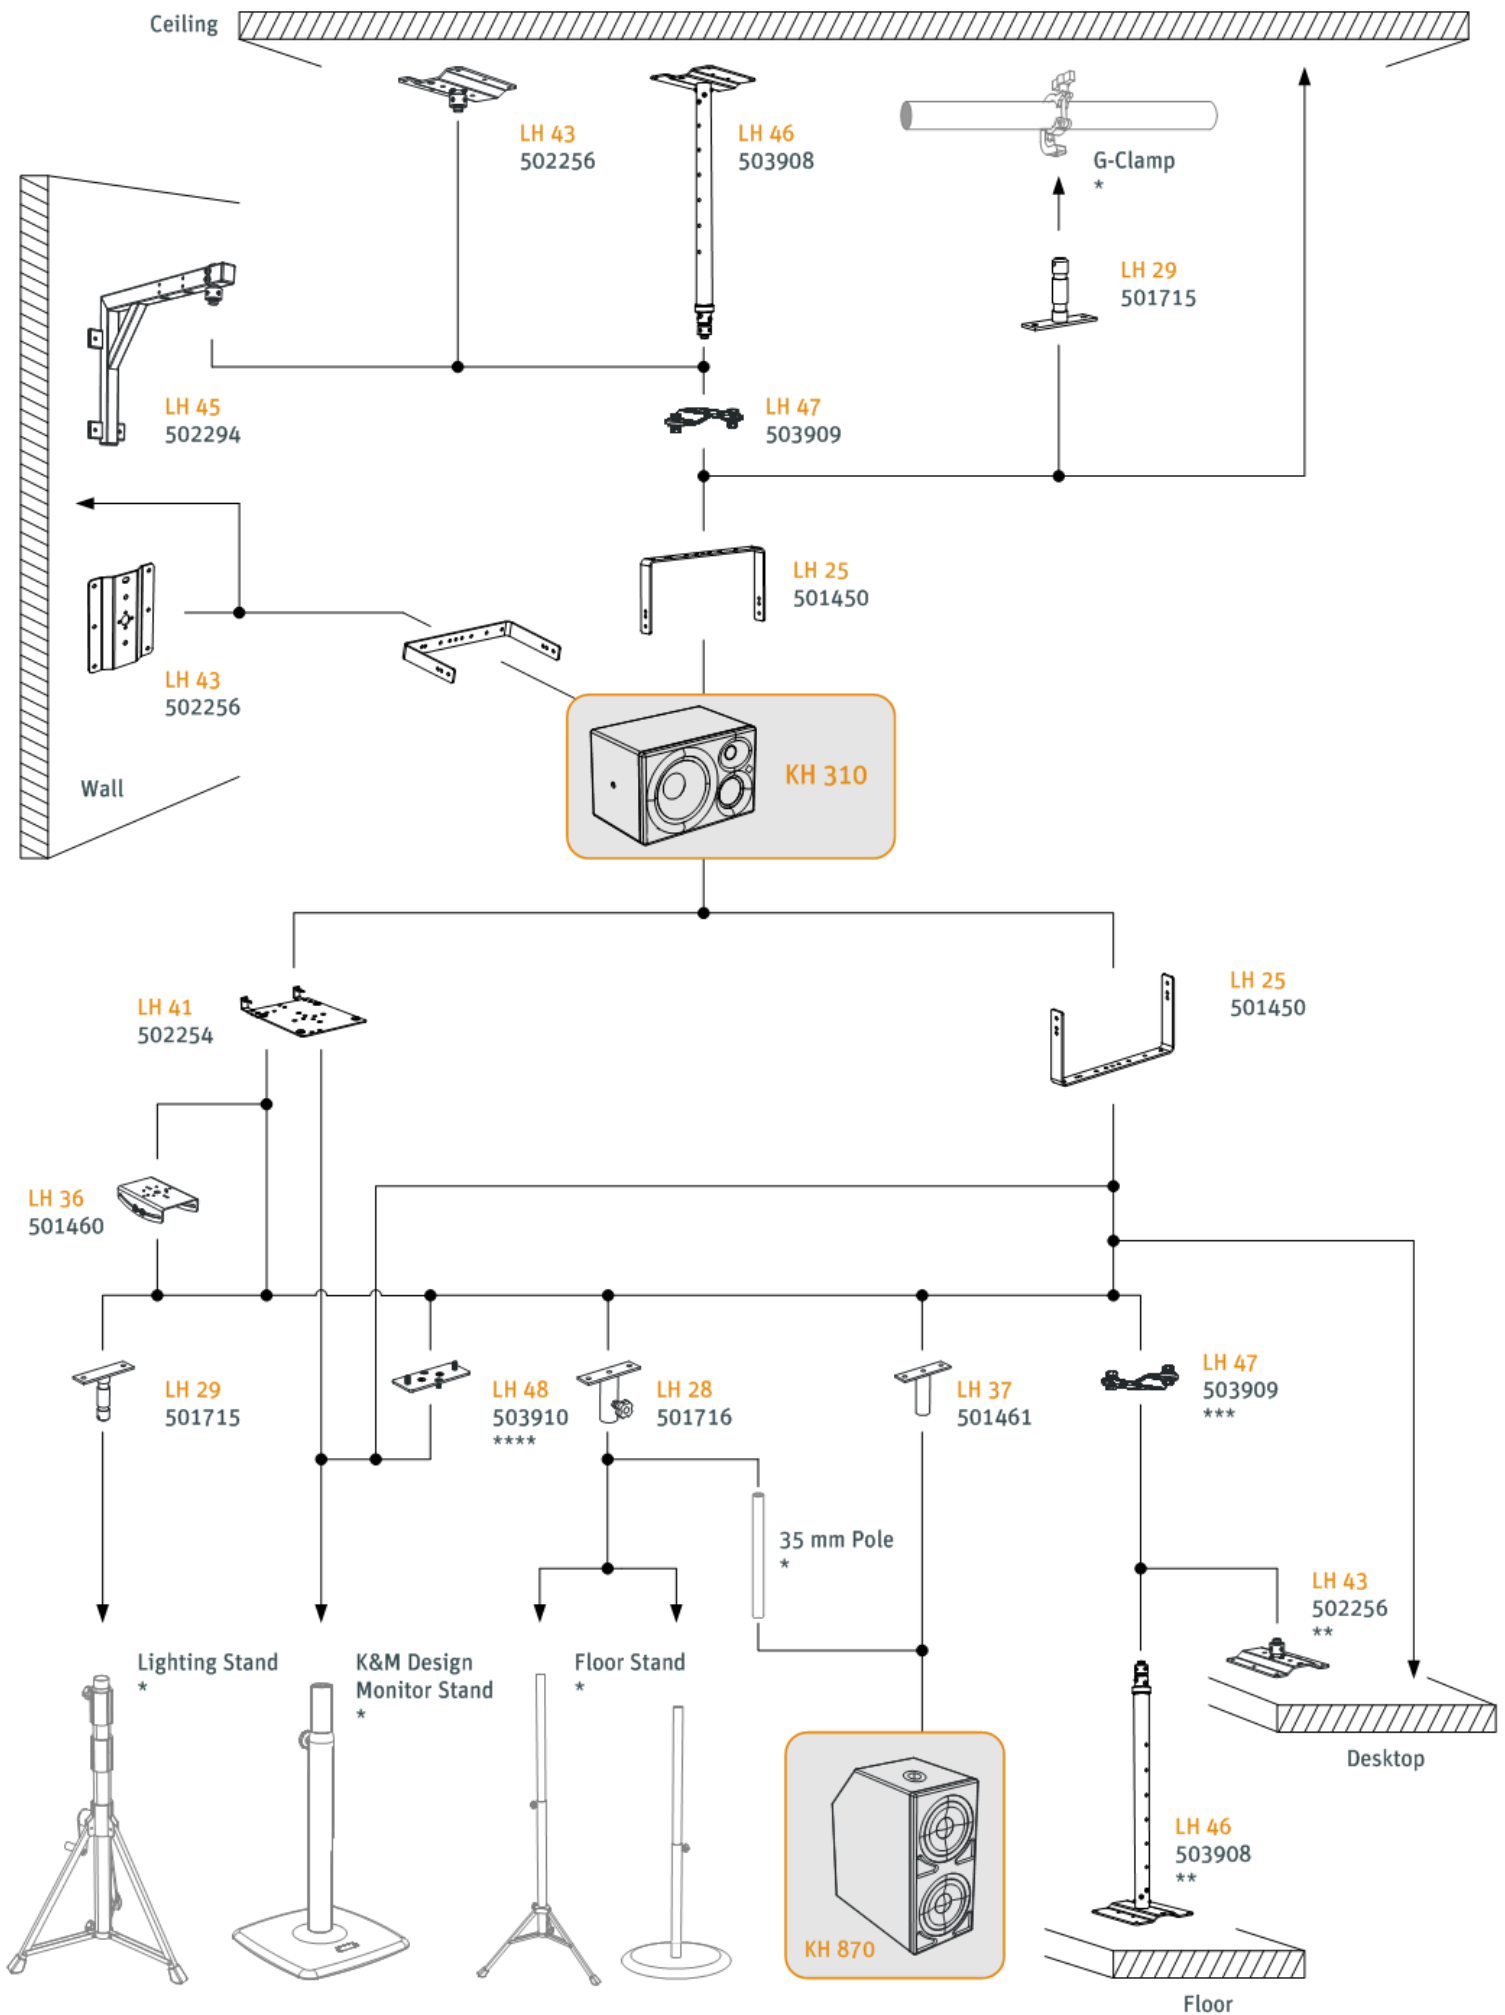 Ceiling
LH 43
502256
LH 46
503908
G-Clamp
*
LH 29
501715
LH 45
502294
LH 47
503909
LH 25
501450
LH 43
502256
Wall
KH 310
LH 41
502254
LH 25
501450
LH 36
501460
LH 29
501715
LH 48
503910
****
LH 28
501716
LH 37
501461
LH 47
503909
***
35 mm Pole
*
LH 43
502256
**
Lighting Stand
*
K&M Design
Monitor Stand
*
Floor Stand
*
Desktop
LH 46
503908
**
KH 870
Floor